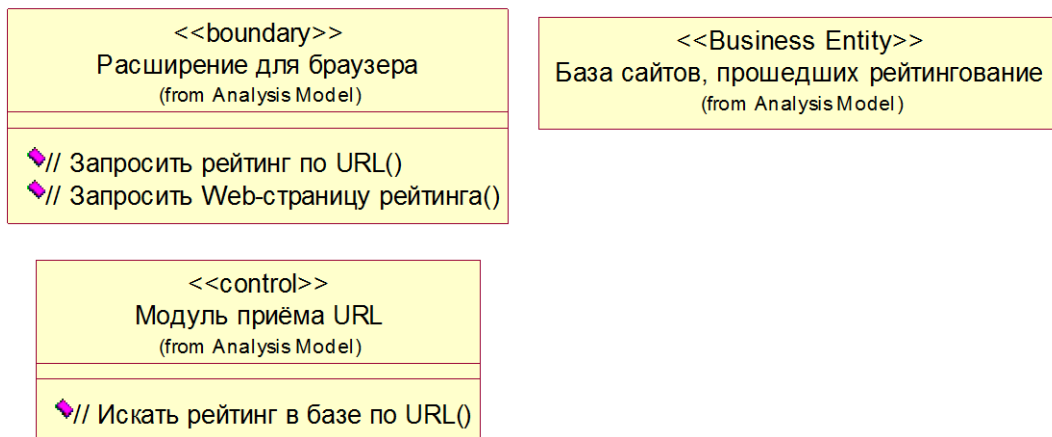 <<boundary>>
Расширение для браузера
(from Analysis Model)
// Запросить рейтинг по URL()
// Запросить Web-страницу рейтинга()
<<Business Entity>>
База сайтов, прошедших рейтингование
(from Analysis Model)
<<control>>
Модуль приёма URL
(from Analysis Model)
// Искать рейтинг в базе по URL()